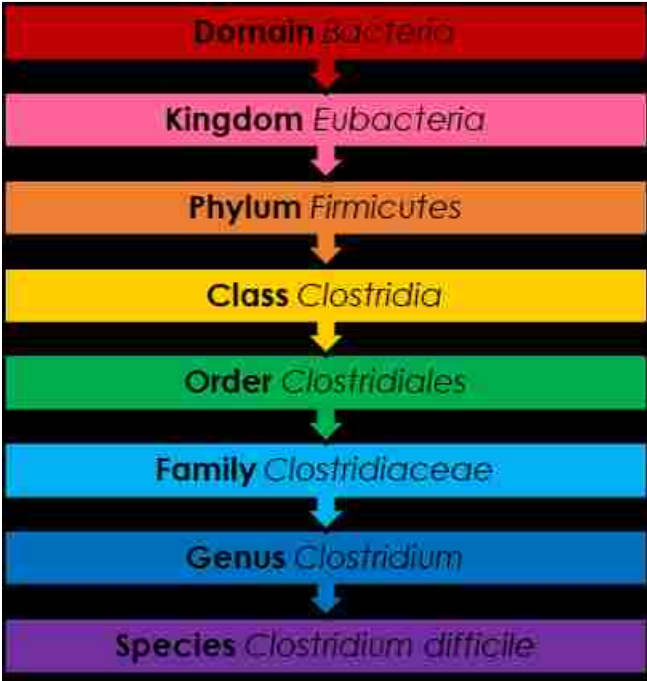 Domain Bacteria
Kingdom Eubacteria
Phylum Firmicutes
Class Clostridia
Order Clostridiales
Family Clostridiaceae
Genus Clostridium
Species Clostridium difficile